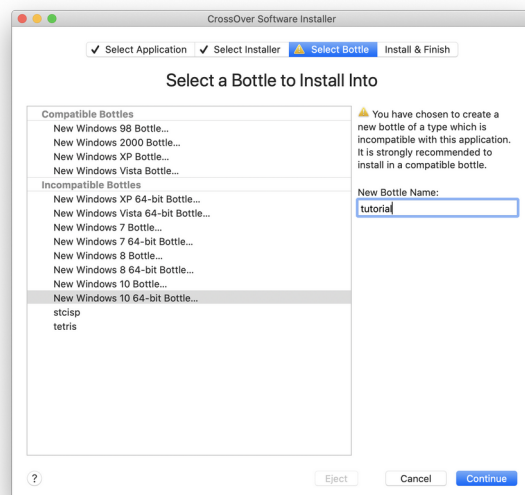 CrossOver Software Installer
✓ Select Application ✓ Select Installer Select Bottle Install & Finish
Select a Bottle to Install Into
Compatible Bottles
New Windows 98 Bottle...
New Windows 2000 Bottle...
New Windows XP Bottle...
New Windows Vista Bottle...
Incompatible Bottles
New Windows XP 64-bit Bottle...
New Windows Vista 64-bit Bottle...
New Windows 7 Bottle...
New Windows 7 64-bit Bottle...
New Windows 8 Bottle...
New Windows 8 64-bit Bottle...
New Windows 10 Bottle...
New Windows 10 64-bit Bottle...
stcisp
tetris
You have chosen to create a
new bottle of a type which is
incompatible with this application.
It is strongly recommended to
install in a compatible bottle.
New Bottle Name:
tutorial
? Eject Cancel Continue